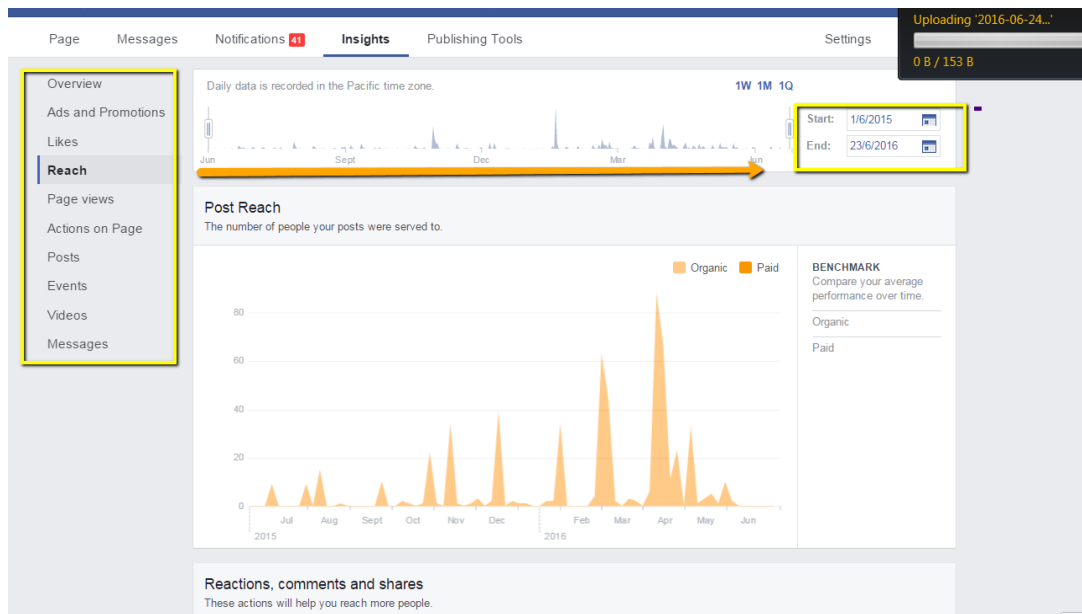 Page Messages Notifications 41 Insights Publishing Tools Settings
Uploading '2016-06-24...'
0 B / 153 B
Overview
Ads and Promotions
Likes
Reach
Page views
Actions on Page
Posts
Events
Videos
Messages
Daily data is recorded in the Pacific time zone.
1W 1M 1Q
Jun Sept Dec Mar Jun
Start: 1/6/2015
End: 23/6/2016
Post Reach
The number of people your posts were served to.
Organic Paid
80
60
40
20
0
Jul Aug Sept Oct Nov Dec Feb Mar Apr May Jun
2015 2016
BENCHMARK
Compare your average
performance over time.
Organic
Paid
Reactions, comments and shares
These actions will help you reach more people.